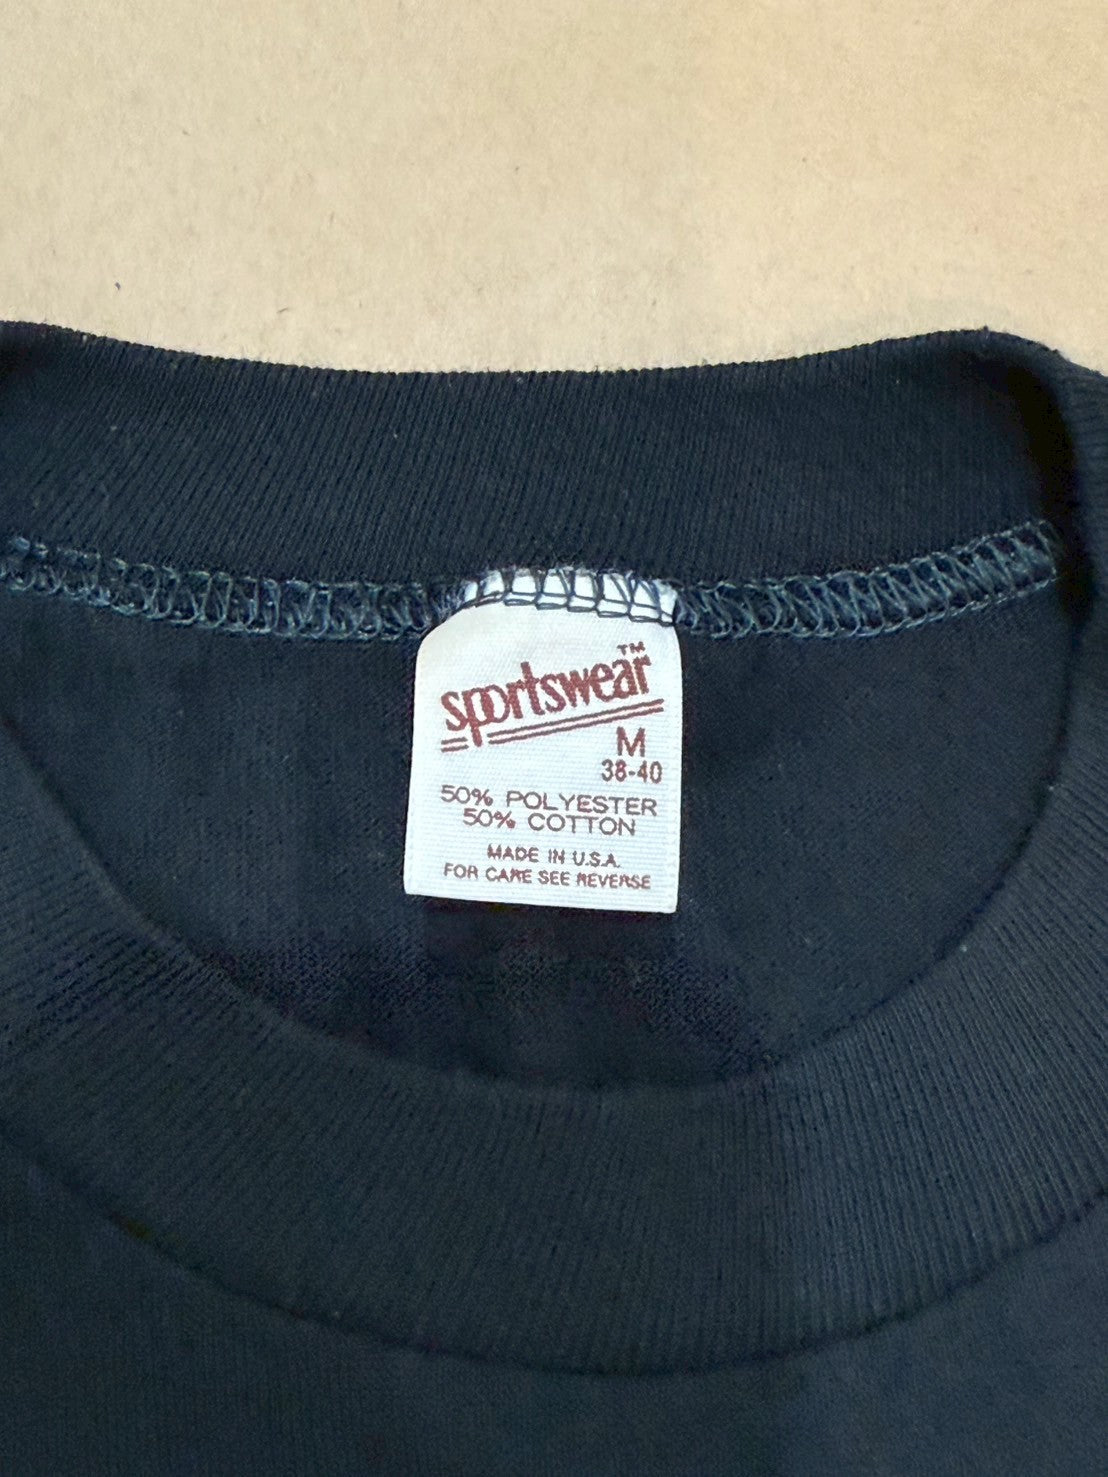 sportswear™
M
38-40
50% POLYESTER
50% COTTON
MADE IN U.S.A.
FOR CARE SEE REVERSE